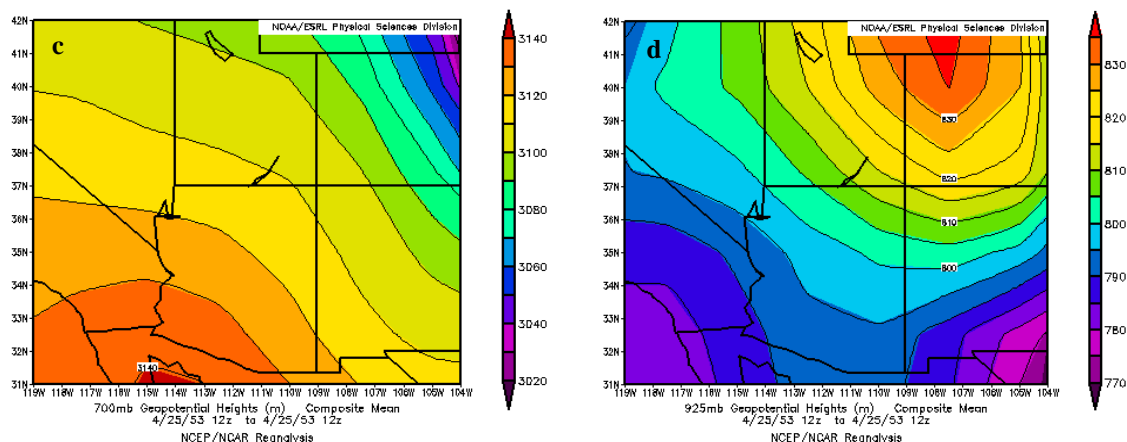 c
NOAA/ESRL Physical Sciences Division
42N
41N
40N
39N
38N
37N
36N
35N
34N
33N
32N
31N
3140
119W 118W 117W 116W 115W 114W 113W 112W 111W 110W 109W 108W 107W 106W 105W 104W
3140
3120
3100
3080
3060
3040
3020
700mb Geopotential Heights (m) Composite Mean
4/25/53 12z to 4/25/53 12z
NCEP/NCAR Reanalysis
d
NOAA/ESRL Physical Sciences Division
42N
41N
40N
39N
38N
37N
36N
35N
34N
33N
32N
31N
830
820
810
800
119W 118W 117W 116W 115W 114W 113W 112W 111W 110W 109W 108W 107W 106W 105W 104W
830
820
810
800
790
780
770
925mb Geopotential Heights (m) Composite Mean
4/25/53 12z to 4/25/53 12z
NCEP/NCAR Reanalysis